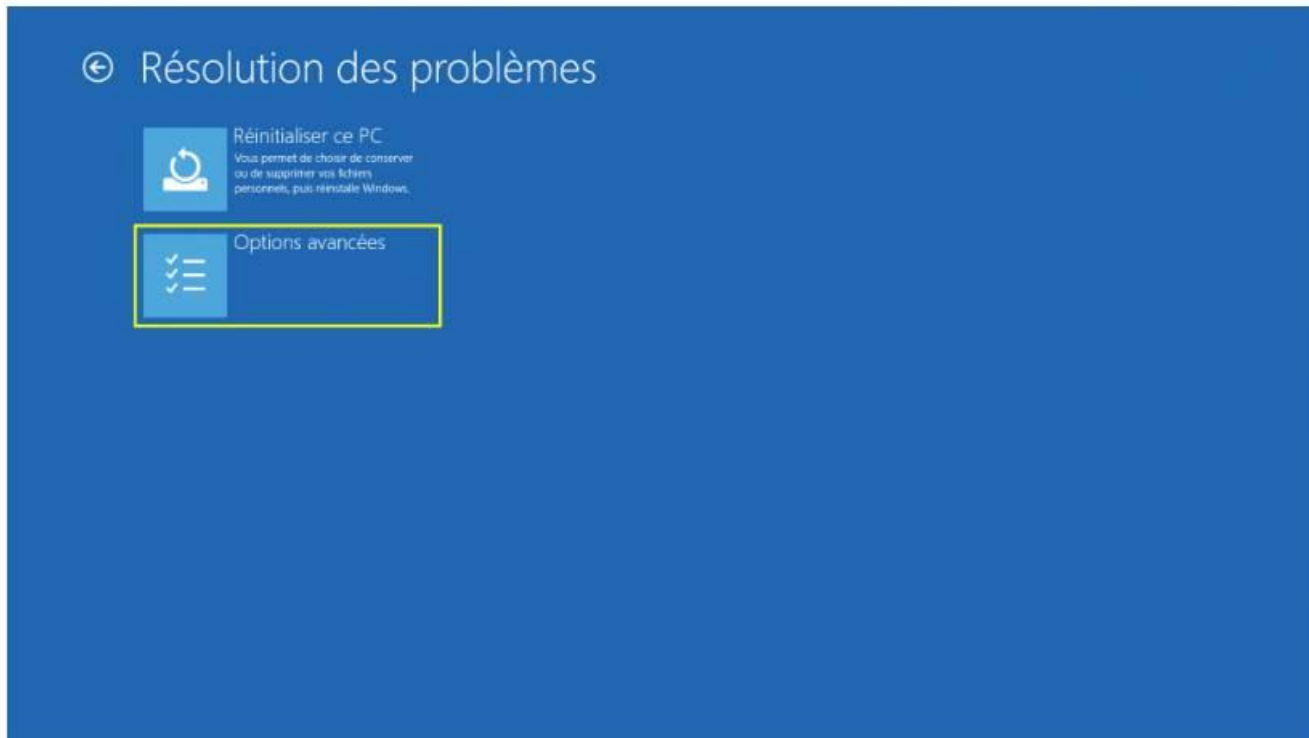 Résolution des problèmes
Réinitialiser ce PC
Vous permet de choisir de conserver
ou de supprimer vos fichiers
personnels, puis réinstalle Windows.
Options avancées